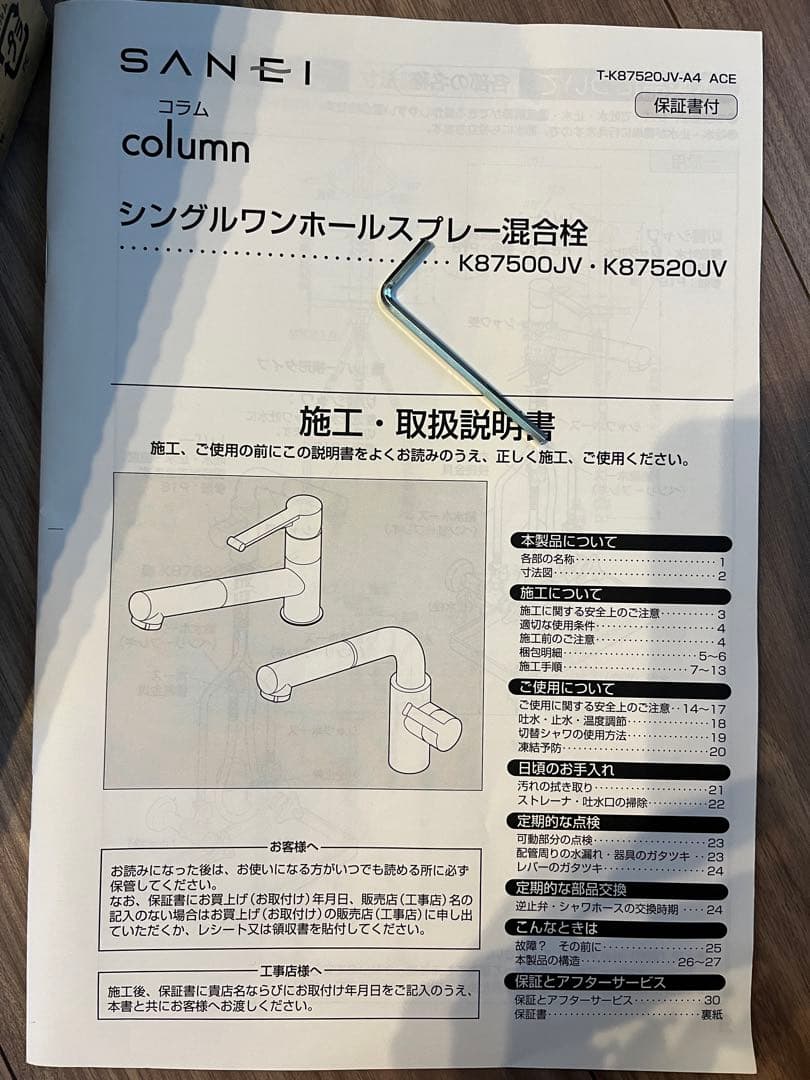 SANEI
T-K87520JV-A4 ACE
保証書付
コラム
column
シングルワンホールスプレー混合栓
K87500JV・K87520JV
施工・取扱説明書
施工、ご使用の前にこの説明書をよくお読みのうえ、正しく施工、ご使用ください。
本製品について
各部の名称・・・・・・・・・・・・・・・・・・・・1
寸法図・・・・・・・・・・・・・・・・・・・・・・2
施工について
施工に関する安全上のご注意・・・・・・・・3
適切な使用条件・・・・・・・・・・・・・・・・4
施工前のご注意・・・・・・・・・・・・・・・・4
梱包明細・・・・・・・・・・・・・・・・・・5~6
施工手順・・・・・・・・・・・・・・・・・7~13
ご使用について
ご使用に関する安全上のご注意・・14~17
吐水・止水・温度調節・・・・・・・・・・・・18
切替シャワの使用方法・・・・・・・・・・・・19
凍結予防・・・・・・・・・・・・・・・・・・・・20
日頃のお手入れ
汚れの拭き取り・・・・・・・・・・・・・・・・21
ストレーナ・吐水口の掃除・・・・・・・・・22
定期的な点検
可動部分の点検・・・・・・・・・・・・・・・・23
配管周りの水漏れ・器具のガタツキ・・23
レバーのガタツキ・・・・・・・・・・・・・・24
定期的な部品交換
逆止弁・シャワホースの交換時期・・・・24
こんなときは
故障? その前に・・・・・・・・・・・・・・・25
本製品の構造・・・・・・・・・・・・・・26~27
保証とアフターサービス
保証とアフターサービス・・・・・・・・・・・30
保証書・・・・・・・・・・・・・・・・・・・・裏紙
お客様へ
お読みになった後は、お使いになる方がいつでも読める所に必ず
保管してください。
なお、保証書にお買上げ(お取付け)年月日、販売店(工事店)名の
記入のない場合はお買上げ(お取付け)の販売店(工事店)に申し出
ていただくか、レシート又は領収書を貼付してください。
工事店様へ
施工後、保証書に貴店名ならびにお取付け年月日をご記入のうえ、
本書と共にお客様へお渡しください。